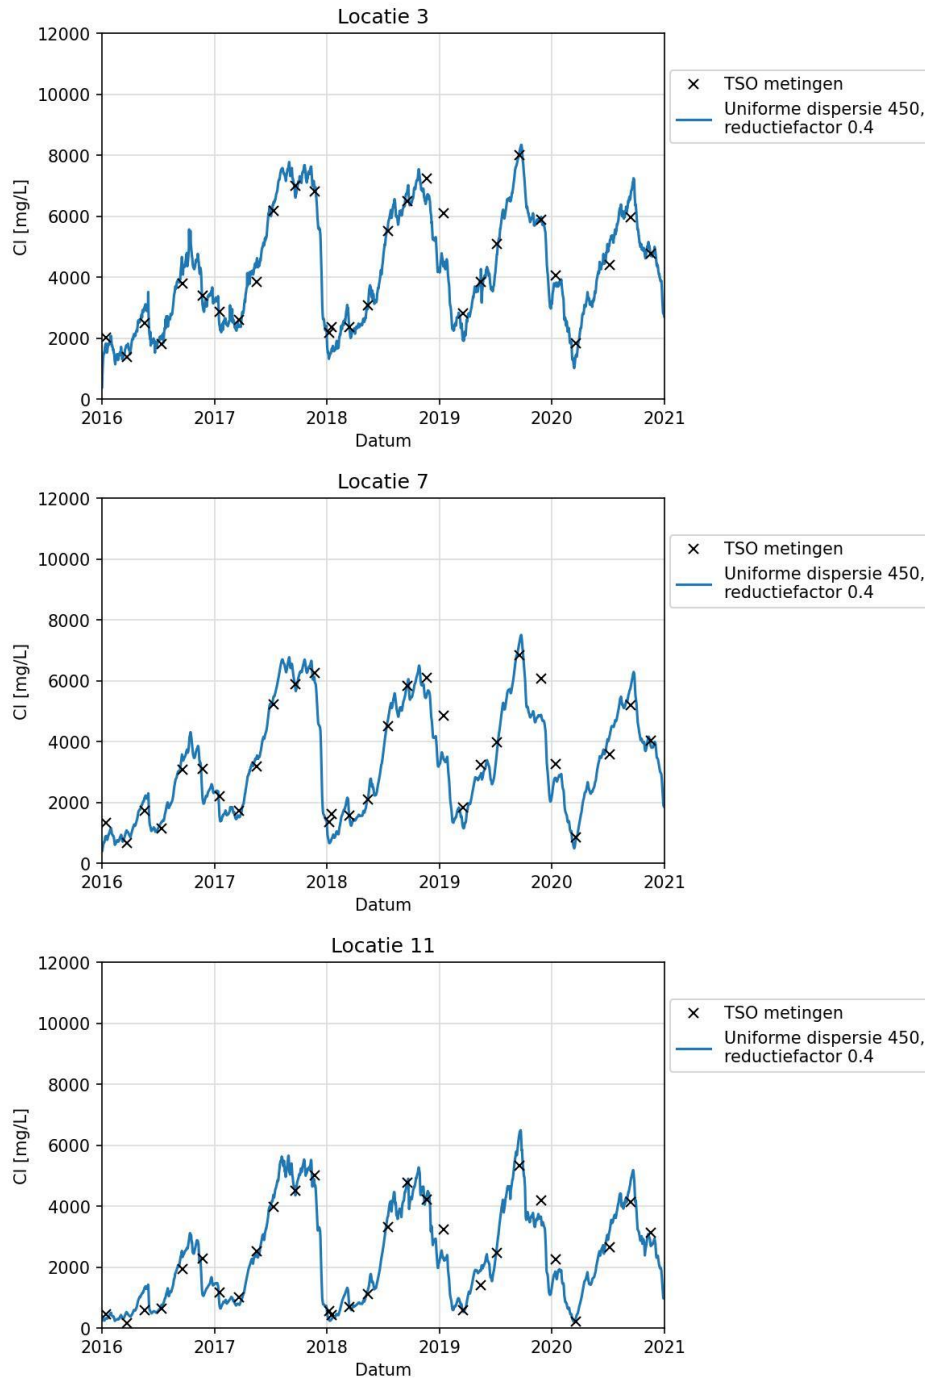 Locatie 3
12000
10000
8000
6000
4000
2000
0
Cl [mg/L]
2016 2017 2018 2019 2020 2021
Datum
TSO metingen
Uniforme dispersie 450,
reductiefactor 0.4
Locatie 7
12000
10000
8000
6000
4000
2000
0
Cl [mg/L]
2016 2017 2018 2019 2020 2021
Datum
TSO metingen
Uniforme dispersie 450,
reductiefactor 0.4
Locatie 11
12000
10000
8000
6000
4000
2000
0
Cl [mg/L]
2016 2017 2018 2019 2020 2021
Datum
TSO metingen
Uniforme dispersie 450,
reductiefactor 0.4